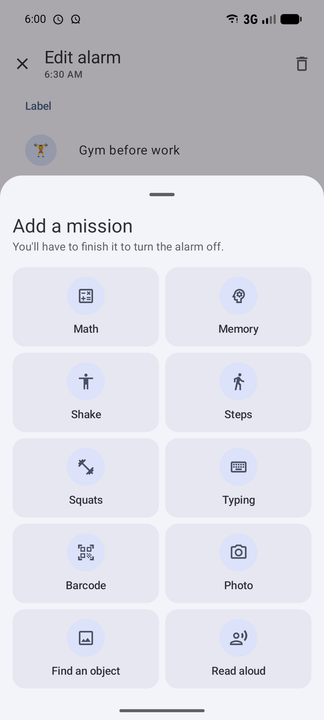 6:00
3G
Edit alarm
6:30 AM
Label
Gym before work
Add a mission
You'll have to finish it to turn the alarm off.
Math
Memory
Shake
Steps
Squats
Typing
Barcode
Photo
Find an object
Read aloud